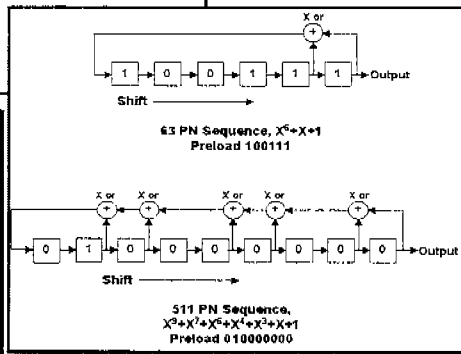 X or
+
1 0 0 1 1 1 Output
Shift
63 PN Sequence, X⁶+X+1
Preload 100111
X or X or X or X or X or
+ + + + +
0 1 0 0 0 0 0 0 0 Output
Shift
511 PN Sequence,
X⁹+X⁷+X⁶+X⁴+X³+X+1
Preload 010000000